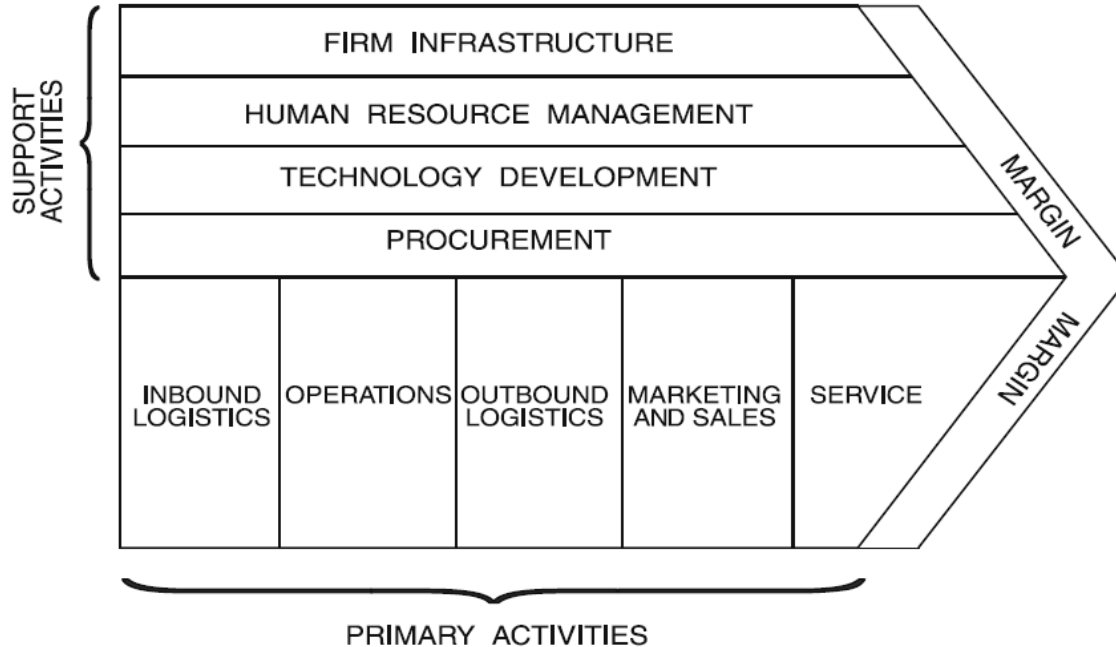 FIRM INFRASTRUCTURE
HUMAN RESOURCE MANAGEMENT
TECHNOLOGY DEVELOPMENT
PROCUREMENT
SUPPORT
ACTIVITIES
MARGIN
MARGIN
INBOUND
LOGISTICS
OPERATIONS
OUTBOUND
LOGISTICS
MARKETING
AND SALES
SERVICE
PRIMARY ACTIVITIES